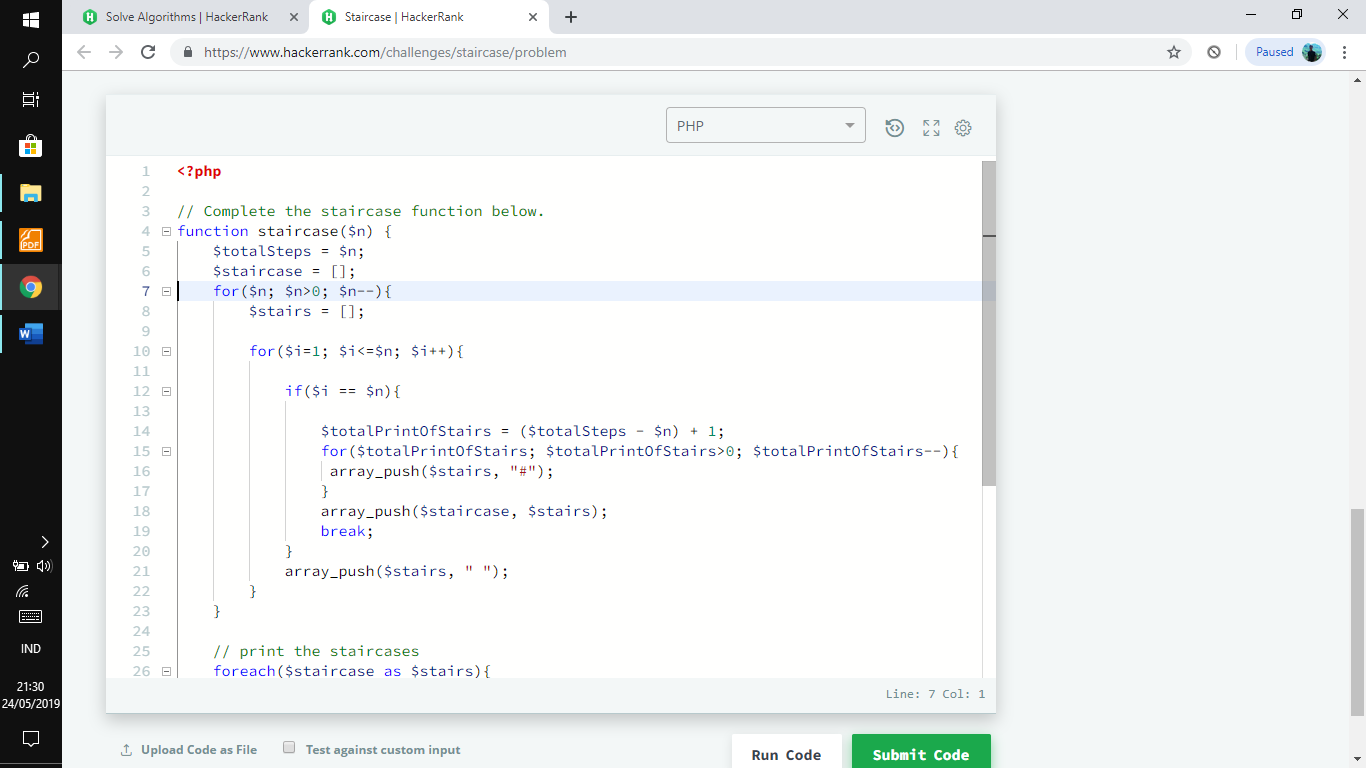 Solve Algorithms | HackerRank
Staircase | HackerRank
https://www.hackerrank.com/challenges/staircase/problem
Paused
PHP
1 <?php
2
3 // Complete the staircase function below.
4 function staircase($n) {
5 $totalSteps = $n;
6 $staircase = [];
7 for($n; $n>0; $n--){
8 $stairs = [];
9
10 for($i=1; $i<=$n; $i++){
11
12 if($i == $n){
13
14 $totalPrintOfStairs = ($totalSteps - $n) + 1;
15 for($totalPrintOfStairs; $totalPrintOfStairs>0; $totalPrintOfStairs--){
16 array_push($stairs, "#");
17 }
18 array_push($staircase, $stairs);
19 break;
20 }
21 array_push($stairs, " ");
22 }
23 }
24
25 // print the staircases
26 foreach($staircase as $stairs){
Line: 7 Col: 1
Upload Code as File
Test against custom input
Run Code
Submit Code
PDF
W
IND
21:30
24/05/2019